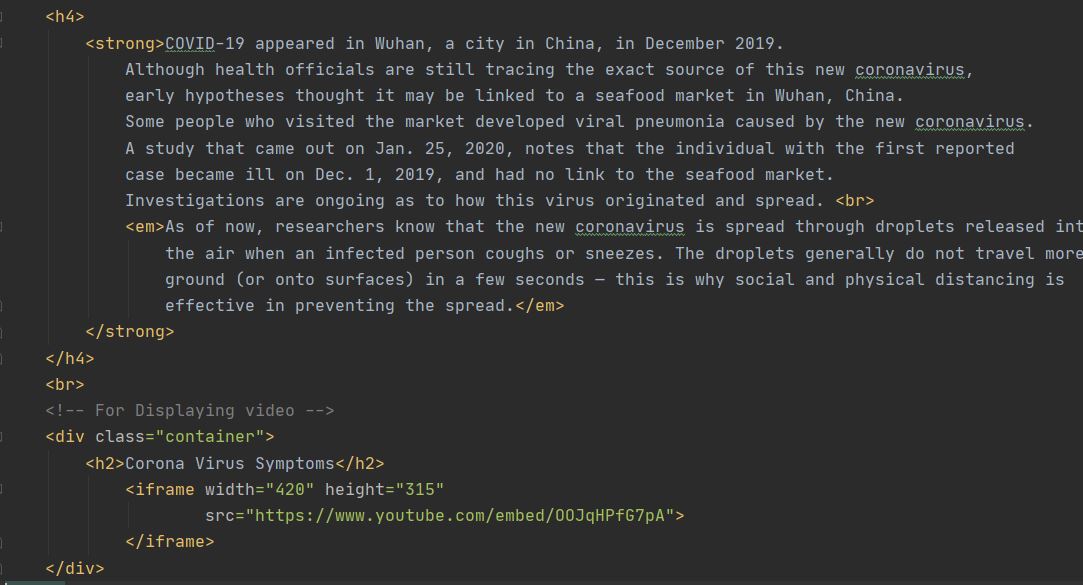 <h4>
<strong>COVID-19 appeared in Wuhan, a city in China, in December 2019.
Although health officials are still tracing the exact source of this new coronavirus,
early hypotheses thought it may be linked to a seafood market in Wuhan, China.
Some people who visited the market developed viral pneumonia caused by the new coronavirus.
A study that came out on Jan. 25, 2020, notes that the individual with the first reported
case became ill on Dec. 1, 2019, and had no link to the seafood market.
Investigations are ongoing as to how this virus originated and spread. <br>
<em>As of now, researchers know that the new coronavirus is spread through droplets released int
the air when an infected person coughs or sneezes. The droplets generally do not travel more
ground (or onto surfaces) in a few seconds — this is why social and physical distancing is
effective in preventing the spread.</em>
</strong>
</h4>
<br>
<!-- For Displaying video -->
<div class="container">
<h2>Corona Virus Symptoms</h2>
<iframe width="420" height="315"
src="https://www.youtube.com/embed/OOJqHPfG7pA">
</iframe>
</div>